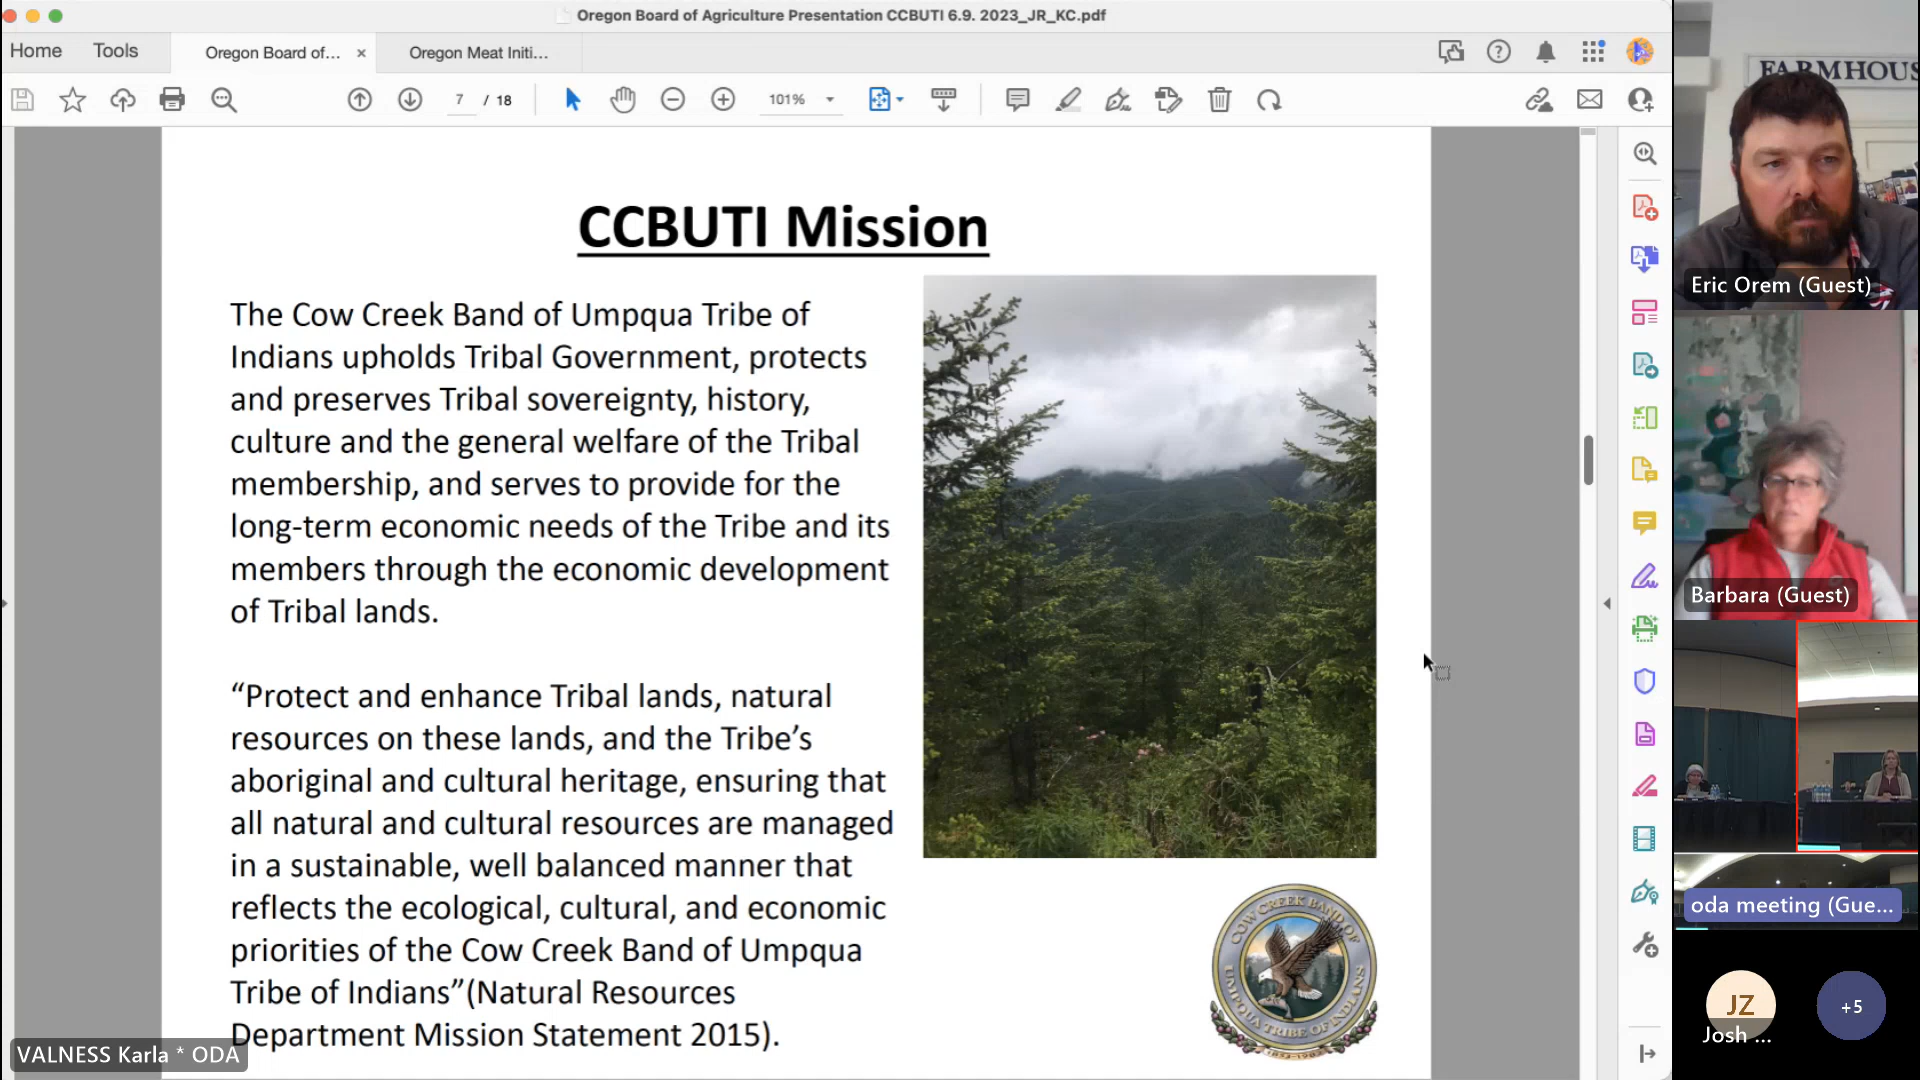 Oregon Board of Agriculture Presentation CCBUTI 6.9. 2023_JR_KC.pdf
Home
Tools
Oregon Board of...
Oregon Meat Initi...
7 / 18
101%
CCBUTI Mission
The Cow Creek Band of Umpqua Tribe of
Indians upholds Tribal Government, protects
and preserves Tribal sovereignty, history,
culture and the general welfare of the Tribal
membership, and serves to provide for the
long-term economic needs of the Tribe and its
members through the economic development
of Tribal lands.
“Protect and enhance Tribal lands, natural
resources on these lands, and the Tribe’s
aboriginal and cultural heritage, ensuring that
all natural and cultural resources are managed
in a sustainable, well balanced manner that
reflects the ecological, cultural, and economic
priorities of the Cow Creek Band of Umpqua
Tribe of Indians”(Natural Resources
Department Mission Statement 2015).
COW CREEK BAND OF
UMPQUA TRIBE OF INDIANS
VALNESS Karla * ODA
FARMHOUS
Eric Orem (Guest)
Barbara (Guest)
oda meeting (Gue...
JZ
Josh ...
+5